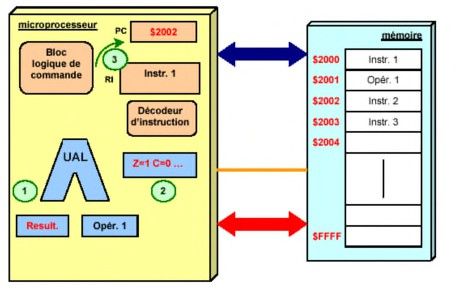 microprocesseur
PC
$2002
Bloc
logique de
commande
3
RI
Instr. 1
Décodeur
d'instruction
UAL
Z=1 C=0 ...
1
2
Result.
Opér. 1
mémoire
$2000
Instr. 1
$2001
Opér. 1
$2002
Instr. 2
$2003
Instr. 3
$2004
$FFFF